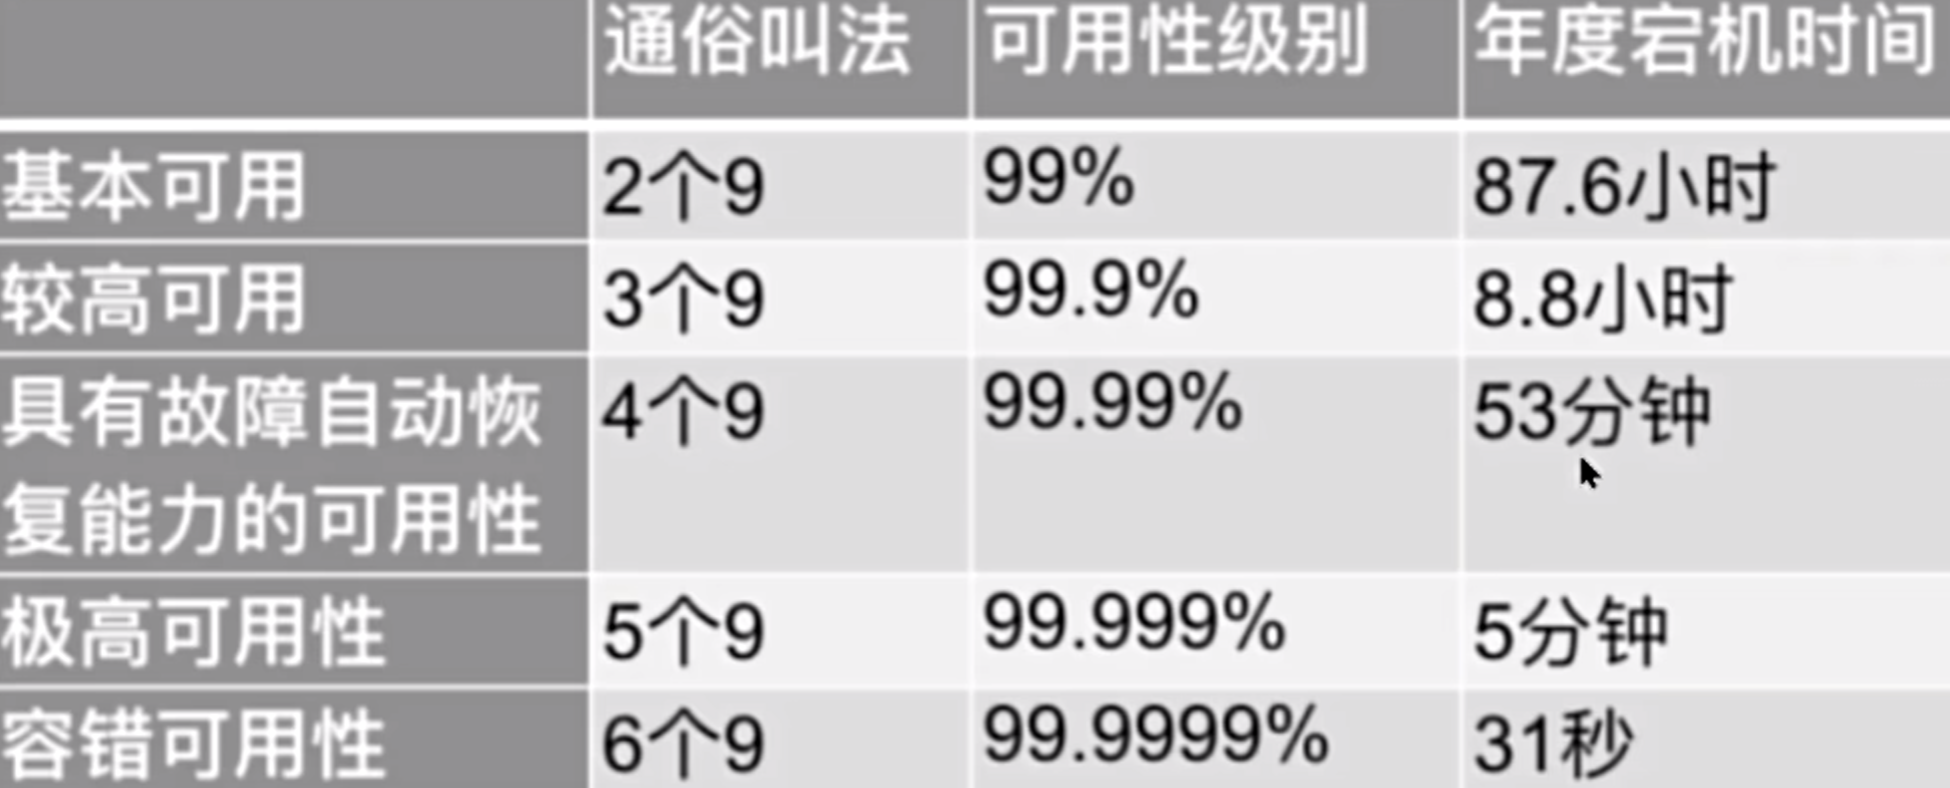 通俗叫法 可用性级别 年度宕机时间
基本可用 2个9 99% 87.6小时
较高可用 3个9 99.9% 8.8小时
具有故障自动恢 4个9 99.99% 53分钟
复能力的可用性
极高可用性 5个9 99.999% 5分钟
容错可用性 6个9 99.9999% 31秒